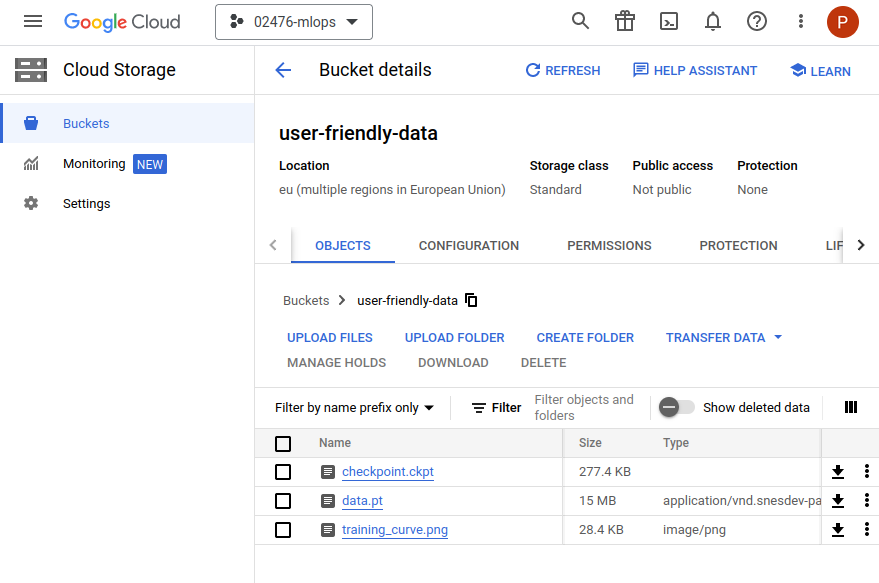 Google Cloud 02476-mlops P
Cloud Storage Bucket details REFRESH HELP ASSISTANT LEARN
Buckets
Monitoring NEW
Settings
user-friendly-data
Location Storage class Public access Protection
eu (multiple regions in European Union) Standard Not public None
OBJECTS CONFIGURATION PERMISSIONS PROTECTION LIF
Buckets user-friendly-data
UPLOAD FILES UPLOAD FOLDER CREATE FOLDER TRANSFER DATA
MANAGE HOLDS DOWNLOAD DELETE
Filter by name prefix only Filter Filter objects and folders Show deleted data
Name Size Type
checkpoint.ckpt 277.4 KB
data.pt 15 MB application/vnd.snesdev-pa
training_curve.png 28.4 KB image/png